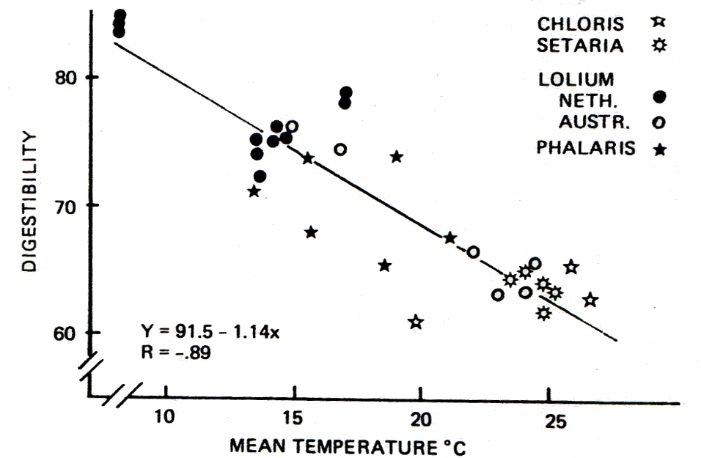 CHLORIS
SETARIA
LOLIUM
NETH.
AUSTR.
PHALARIS
80
70
60
DIGESTIBILITY
Y = 91.5 - 1.14x
R = -.89
10
15
20
25
MEAN TEMPERATURE °C